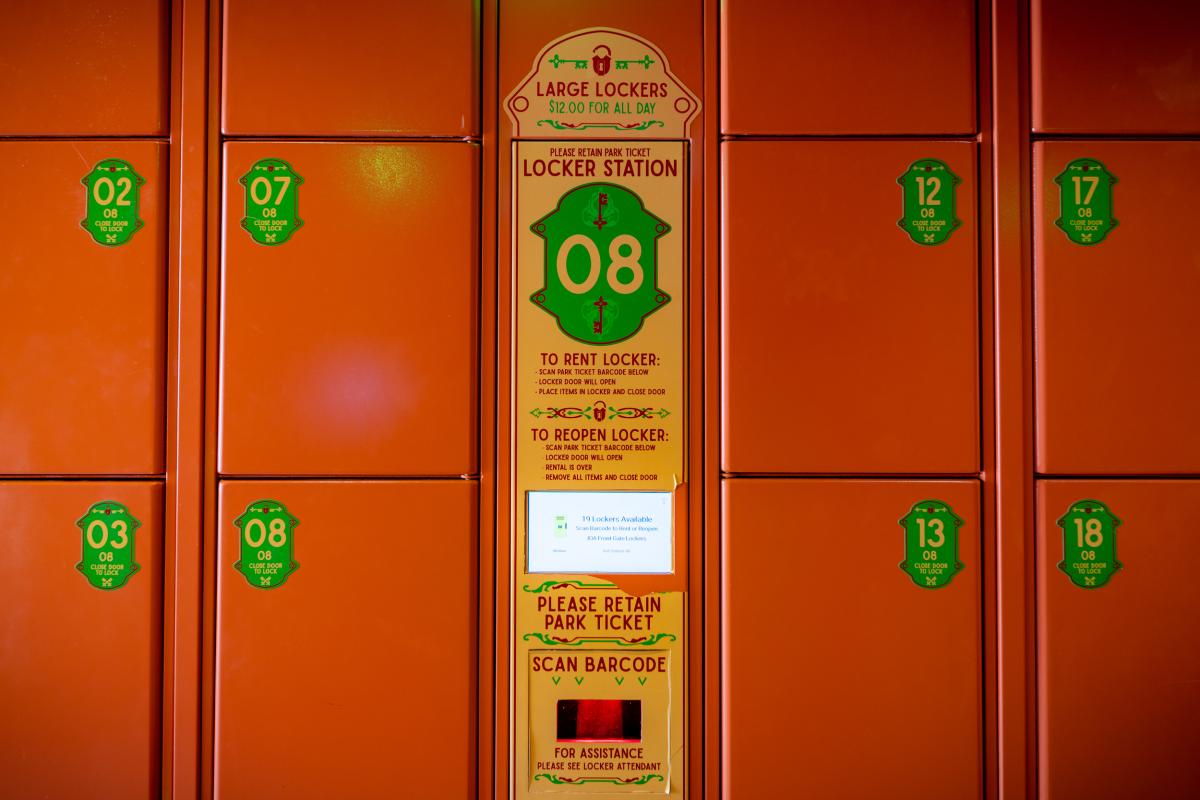 LARGE LOCKERS
$12.00 FOR ALL DAY
PLEASE RETAIN PARK TICKET
LOCKER STATION
08
TO RENT LOCKER:
- SCAN PARK TICKET BARCODE BELOW
- LOCKER DOOR WILL OPEN
- PLACE ITEMS IN LOCKER AND CLOSE DOOR
TO REOPEN LOCKER:
- SCAN PARK TICKET BARCODE BELOW
- LOCKER DOOR WILL OPEN
- RENTAL IS OVER
- REMOVE ALL ITEMS AND CLOSE DOOR
19 Lockers Available
Scan Barcode to Rent or Reopen
IOA Front Gate Lockers
PLEASE RETAIN
PARK TICKET
SCAN BARCODE
FOR ASSISTANCE
PLEASE SEE LOCKER ATTENDANT
02
08
CLOSE DOOR
TO LOCK
07
08
CLOSE DOOR
TO LOCK
12
08
CLOSE DOOR
TO LOCK
17
08
CLOSE DOOR
TO LOCK
03
08
CLOSE DOOR
TO LOCK
08
08
CLOSE DOOR
TO LOCK
13
08
CLOSE DOOR
TO LOCK
18
08
CLOSE DOOR
TO LOCK